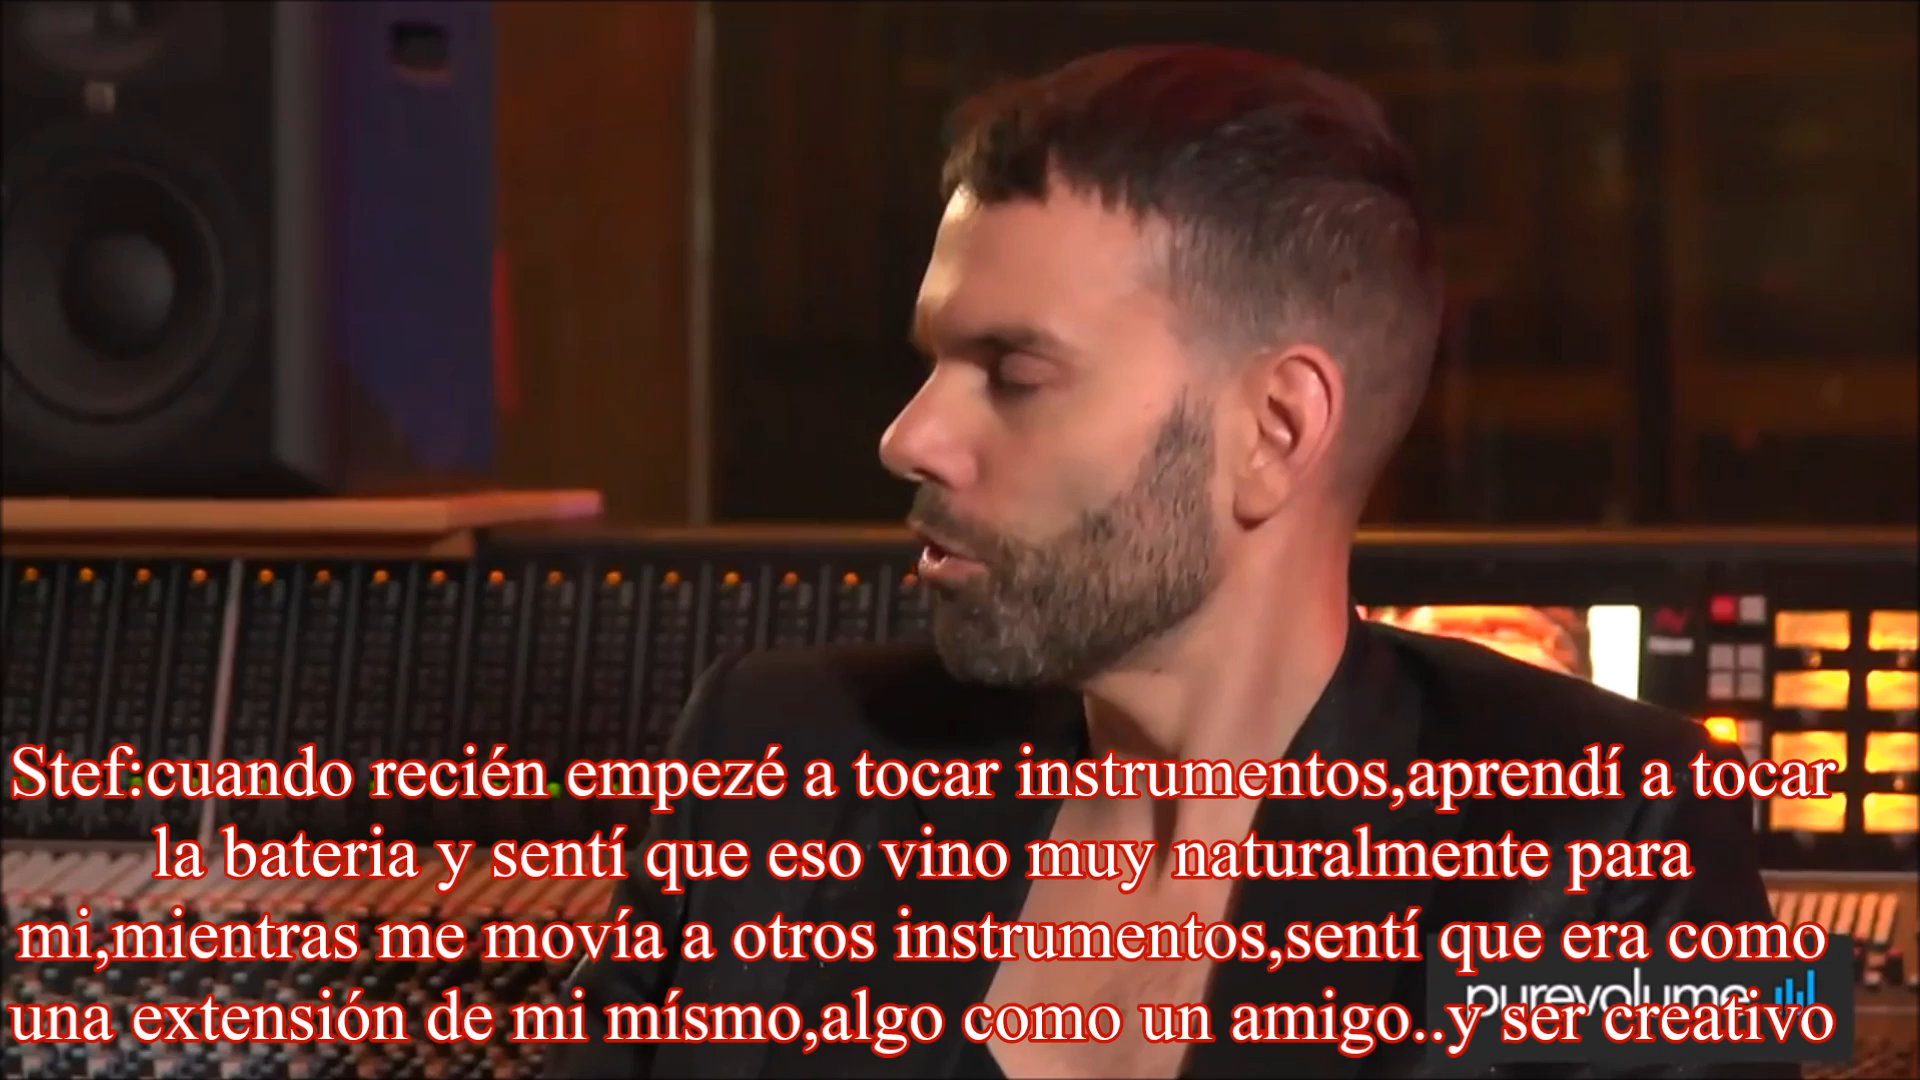 Stef:cuando recién empezé a tocar instrumentos,aprendí a tocar
la bateria y sentí que eso vino muy naturalmente para
mi,mientras me movía a otros instrumentos,sentí que era como
una extensión de mi mísmo,algo como un amigo..y ser creativo
purevolume